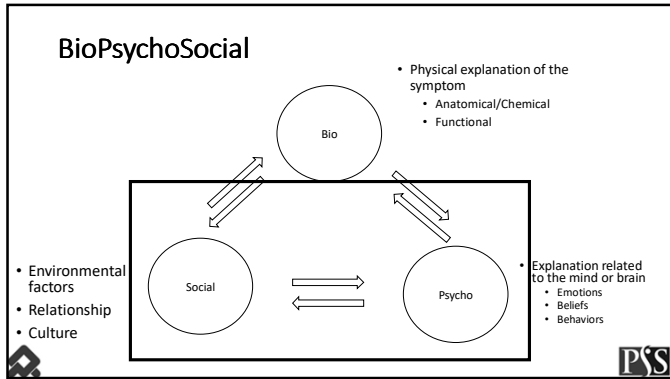 BioPsychoSocial
• Physical explanation of the
symptom
• Anatomical/Chemical
• Functional
Bio
• Environmental
factors
• Relationship
• Culture
Social
Psycho
• Explanation related
to the mind or brain
• Emotions
• Beliefs
• Behaviors
PSS